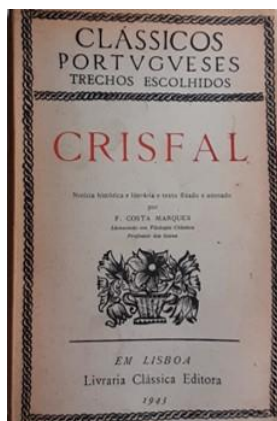 CLÁSSICOS
PORTVGVESES
TRECHOS ESCOLHIDOS
CRISFAL
Notícia histórica e literária e texto fixado e anotado
por
F. COSTA MARQUES
Licenciado em Filologia Clássica
Professor dos liceus
EM LISBOA
Livraria Clássica Editora
1943